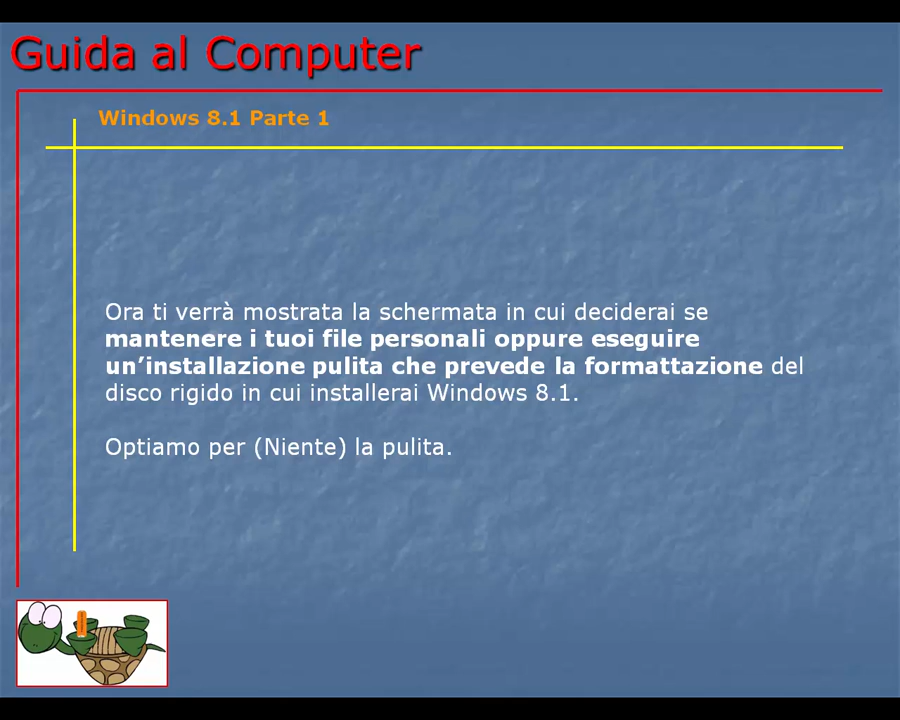 Guida al Computer
Windows 8.1 Parte 1
Ora ti verrà mostrata la schermata in cui deciderai se
mantenere i tuoi file personali oppure eseguire
un’installazione pulita che prevede la formattazione del
disco rigido in cui installerai Windows 8.1.
Optiamo per (Niente) la pulita.